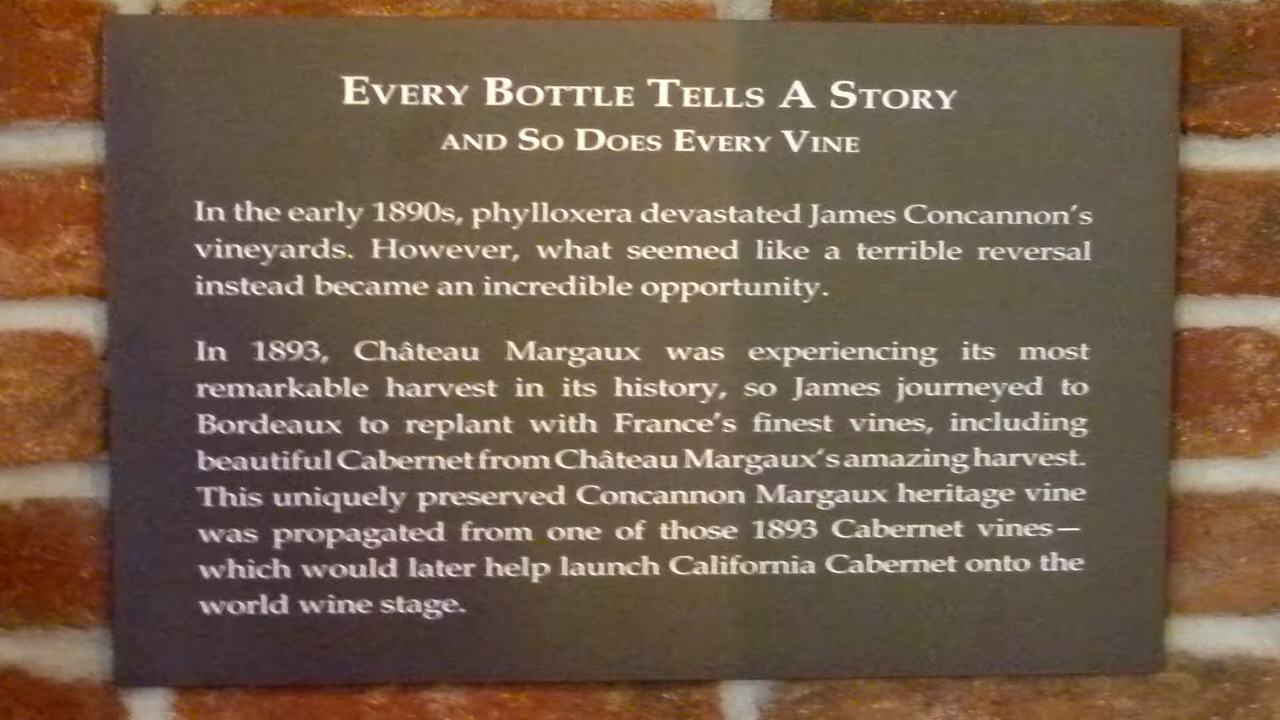 EVERY BOTTLE TELLS A STORY
AND SO DOES EVERY VINE
In the early 1890s, phylloxera devastated James Concannon's
vineyards. However, what seemed like a terrible reversal
instead became an incredible opportunity.
In 1893, Château Margaux was experiencing its most
remarkable harvest in its history, so James journeyed to
Bordeaux to replant with France's finest vines, including
beautiful Cabernet from Château Margaux‘s amazing harvest.
This uniquely preserved Concannon Margaux heritage vine
was propagated from one of those 1893 Cabernet vines—
which would later help launch California Cabernet onto the
world wine stage.